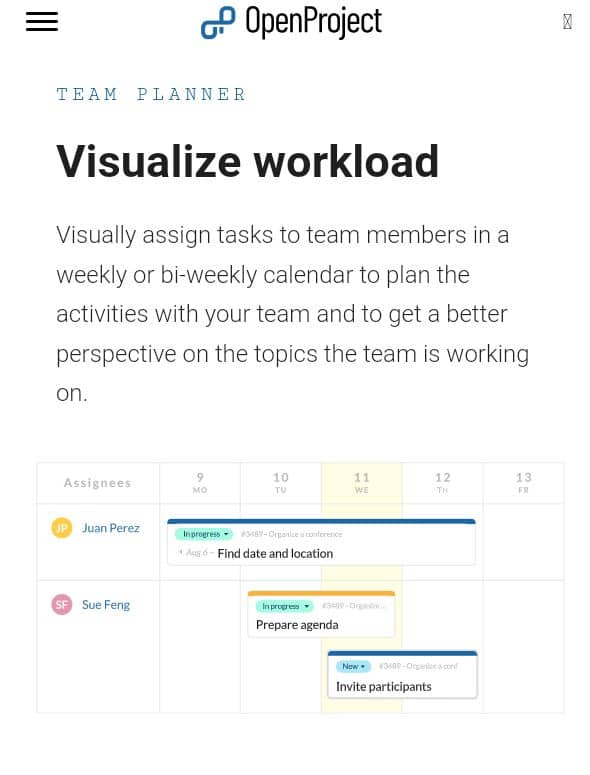 OpenProject
TEAM PLANNER
Visualize workload
Visually assign tasks to team members in a
weekly or bi-weekly calendar to plan the
activities with your team and to get a better
perspective on the topics the team is working
on.
Assignees
9
MO
10
TU
11
WE
12
TH
13
FR
JP Juan Perez
In progress #3489 - Organize a conference
Aug 6 - Find date and location
SF Sue Feng
In progress #3489 - Organize ...
Prepare agenda
New #3489 - Organize a conf
Invite participants